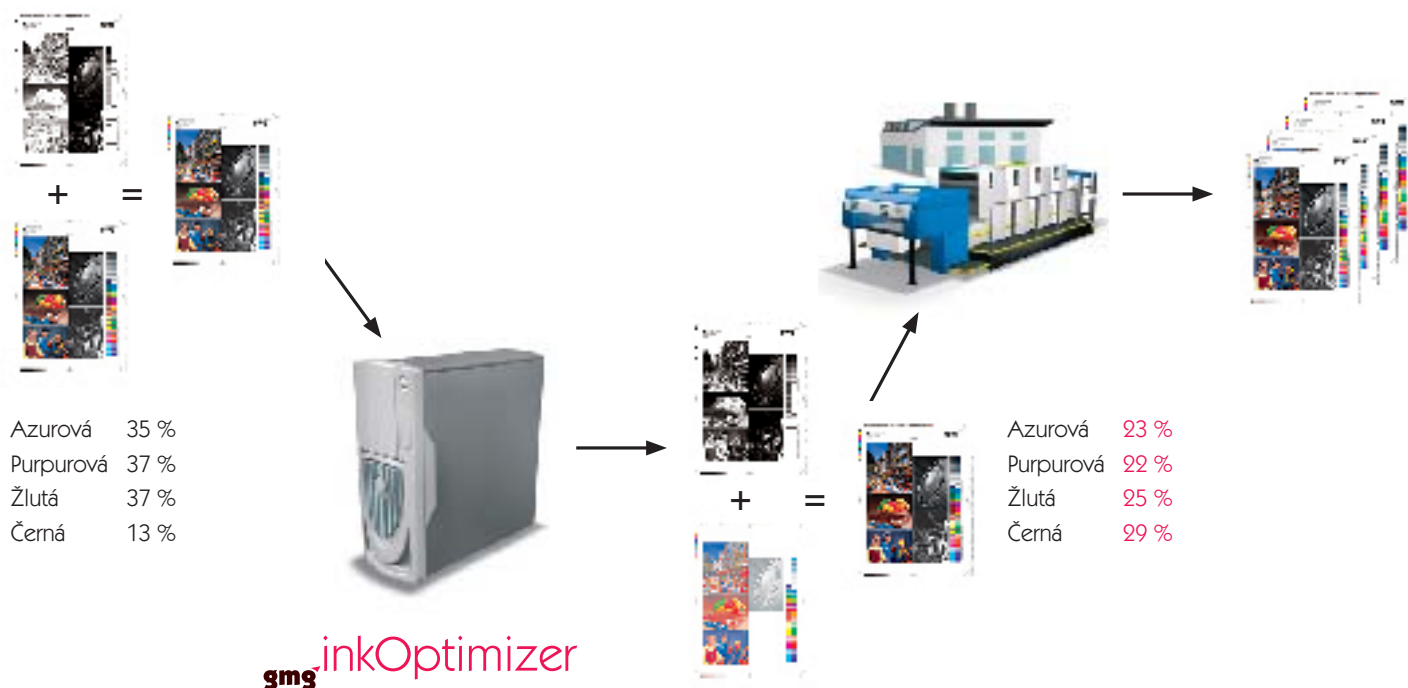 + =
Azurová 35 %
Purpurová 37 %
Žlutá 37 %
Černá 13 %
+ =
Azurová 23 %
Purpurová 22 %
Žlutá 25 %
Černá 29 %
gmg inkOptimizer